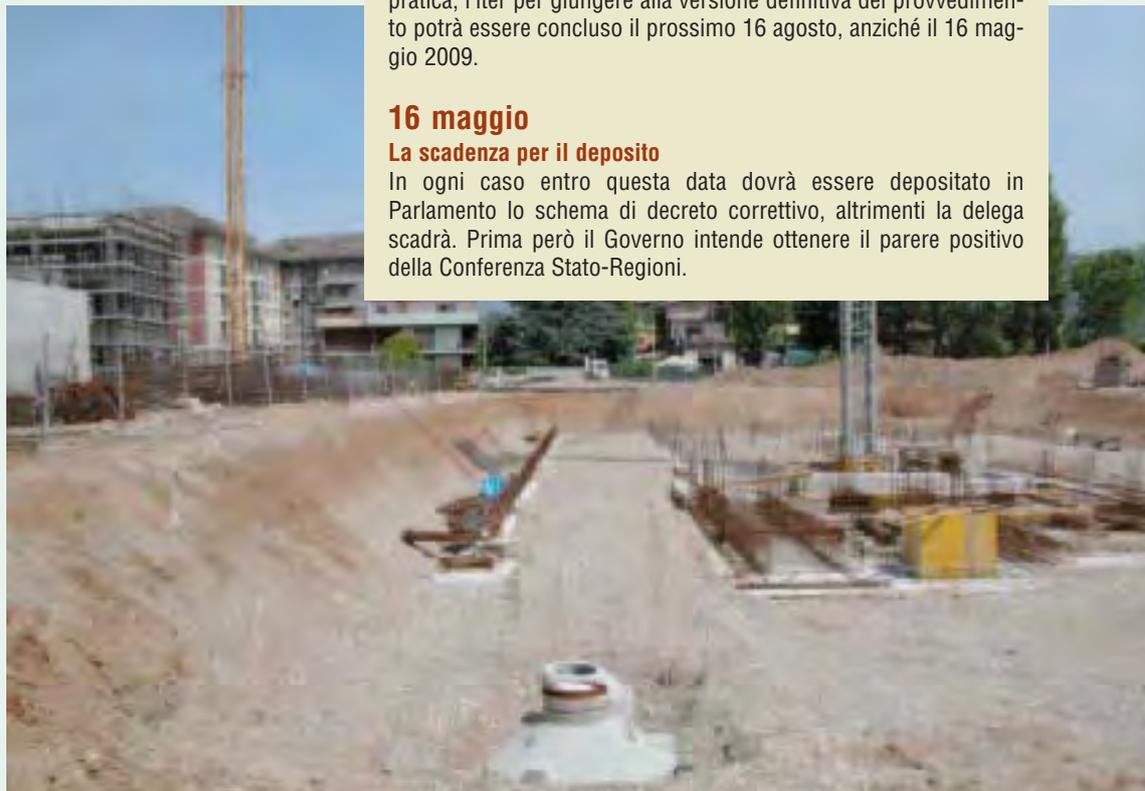 pratica, l'iter per giungere alla versione definitiva del provvedimen-
to potrà essere concluso il prossimo 16 agosto, anziché il 16 mag-
gio 2009.
16 maggio
La scadenza per il deposito
In ogni caso entro questa data dovrà essere depositato in
Parlamento lo schema di decreto correttivo, altrimenti la delega
scadrà. Prima però il Governo intende ottenere il parere positivo
della Conferenza Stato-Regioni.